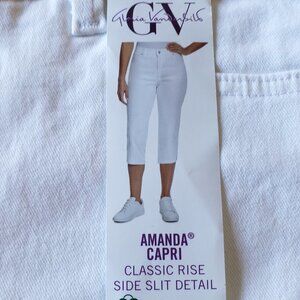 GV
Gloria Vanderbilt
AMANDA®
CAPRI
CLASSIC RISE
SIDE SLIT DETAIL